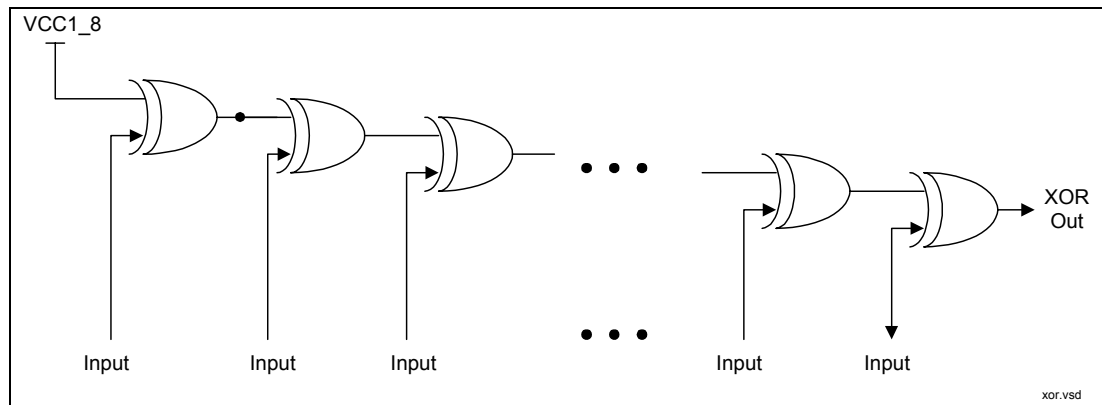 VCC1_8
XOR
Out
Input
Input
Input
Input
Input
xor.vsd